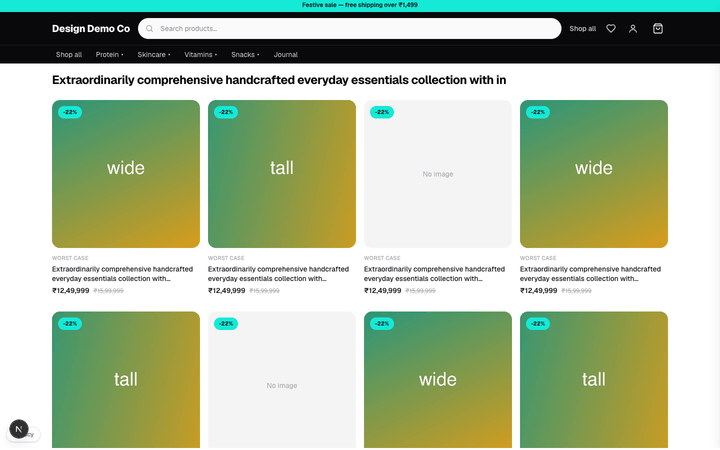 Festive sale — free shipping over ₹1,499
Design Demo Co
Search products...
Shop all
Shop all
Protein
Skincare
Vitamins
Snacks
Journal
Extraordinarily comprehensive handcrafted everyday essentials collection with in
-22%
wide
-22%
tall
-22%
No image
-22%
wide
WORST CASE
Extraordinarily comprehensive handcrafted
everyday essentials collection with...
₹12,49,999 ₹15,99,999
WORST CASE
Extraordinarily comprehensive handcrafted
everyday essentials collection with...
₹12,49,999 ₹15,99,999
WORST CASE
Extraordinarily comprehensive handcrafted
everyday essentials collection with...
₹12,49,999 ₹15,99,999
WORST CASE
Extraordinarily comprehensive handcrafted
everyday essentials collection with...
₹12,49,999 ₹15,99,999
-22%
tall
-22%
No image
-22%
wide
-22%
tall
N